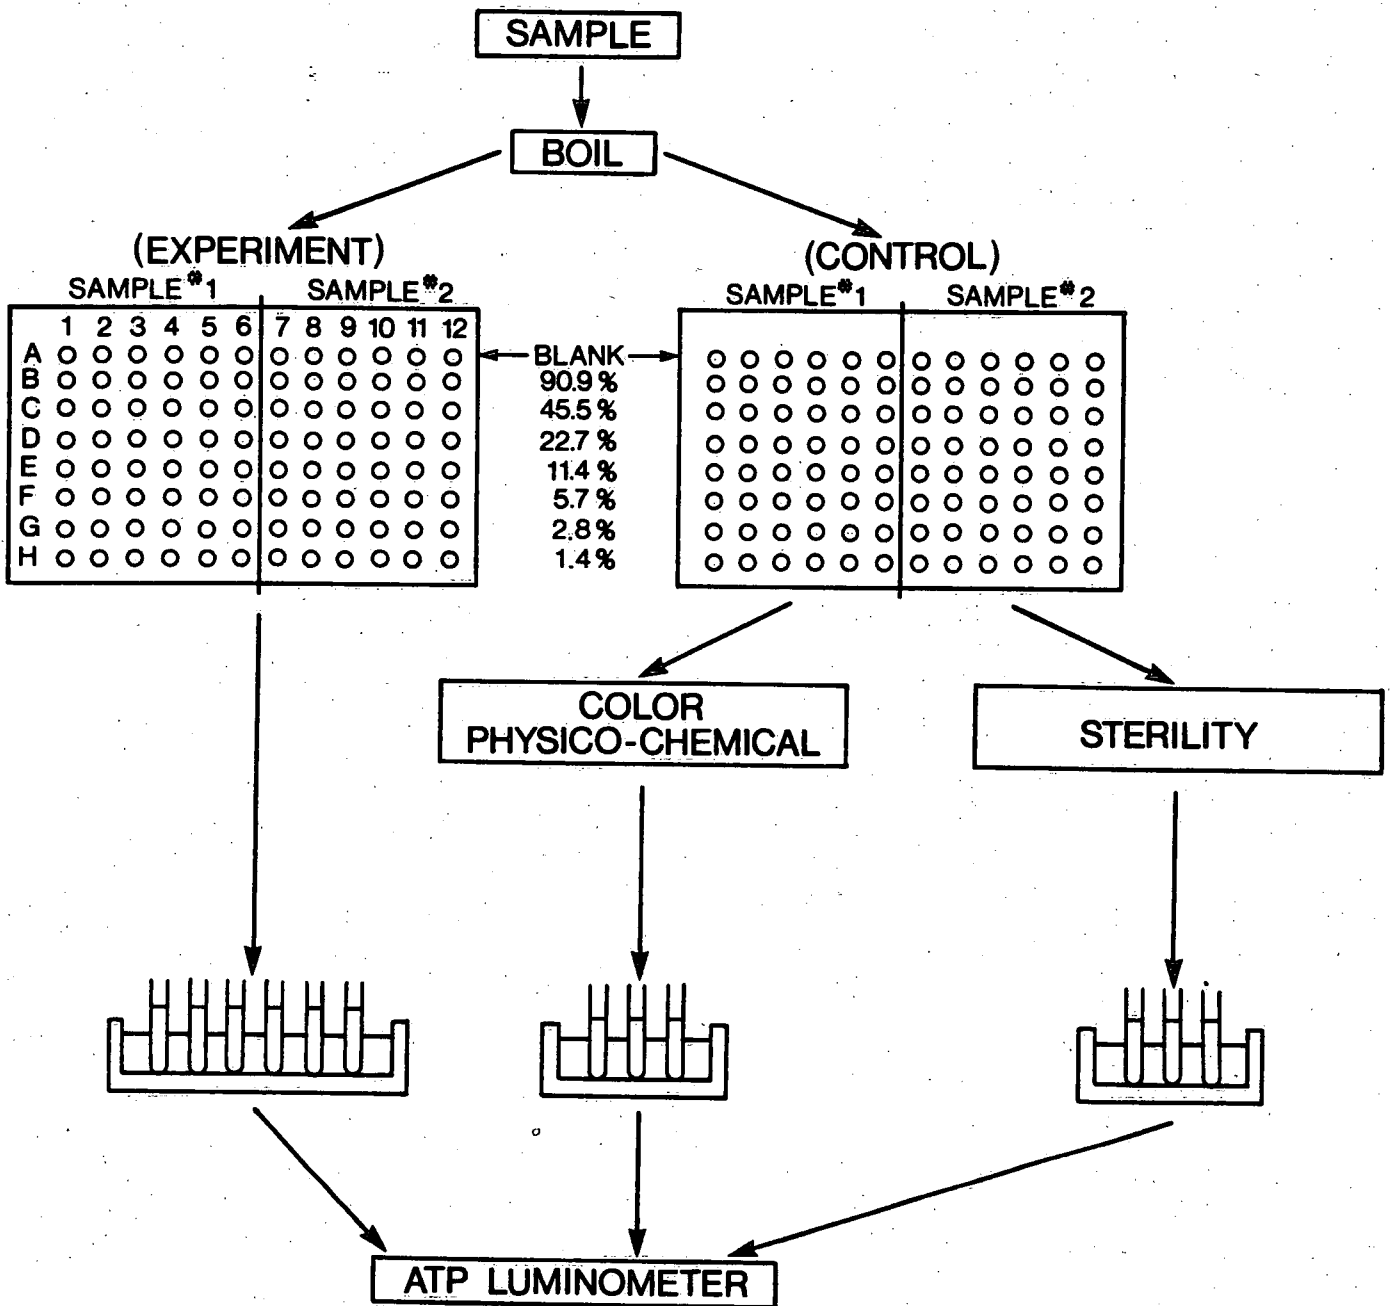 SAMPLE
BOIL
(EXPERIMENT)
(CONTROL)
SAMPLE #1 SAMPLE #2
SAMPLE #1 SAMPLE #2
1 2 3 4 5 6 7 8 9 10 11 12
A
B
C
D
E
F
G
H
BLANK
90.9 %
45.5 %
22.7 %
11.4 %
5.7 %
2.8 %
1.4 %
COLOR
PHYSICO-CHEMICAL
STERILITY
ATP LUMINOMETER